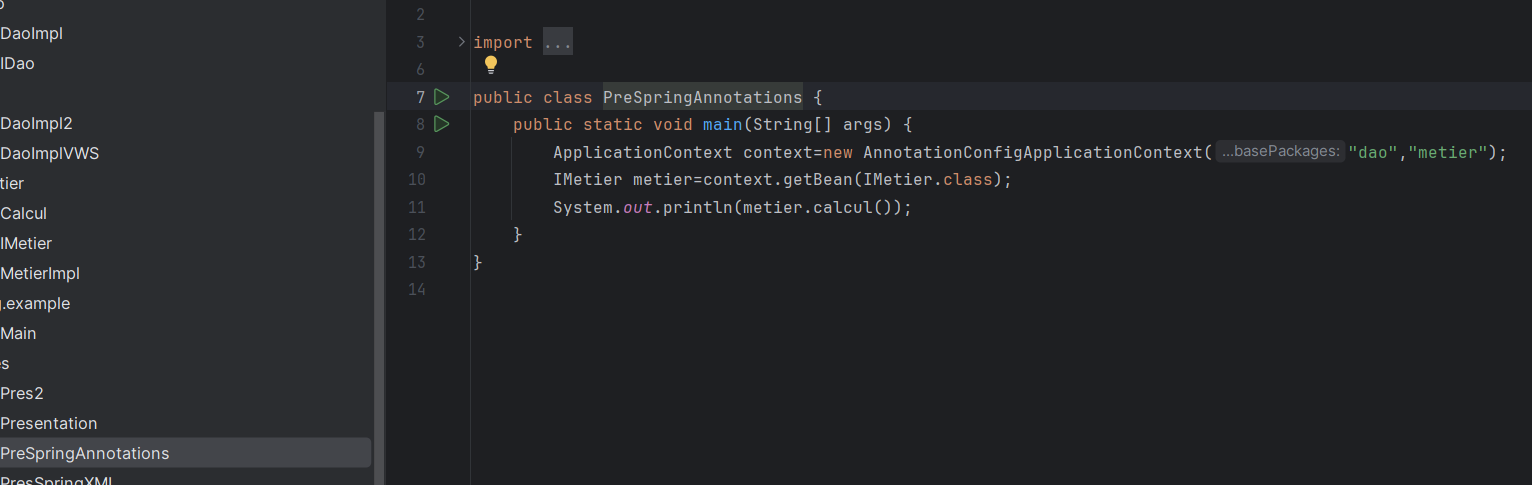 DaoImpl
IDao
DaoImpl2
DaoImplVWS
tier
Calcul
IMetier
MetierImpl
.example
Main
es
Pres2
Presentation
PreSpringAnnotations
PresSpringXML
2
3 import ...
6
7 public class PreSpringAnnotations {
8 public static void main(String[] args) {
9 ApplicationContext context=new AnnotationConfigApplicationContext( ...basePackages: "dao","metier");
10 IMetier metier=context.getBean(IMetier.class);
11 System.out.println(metier.calcul());
12 }
13 }
14